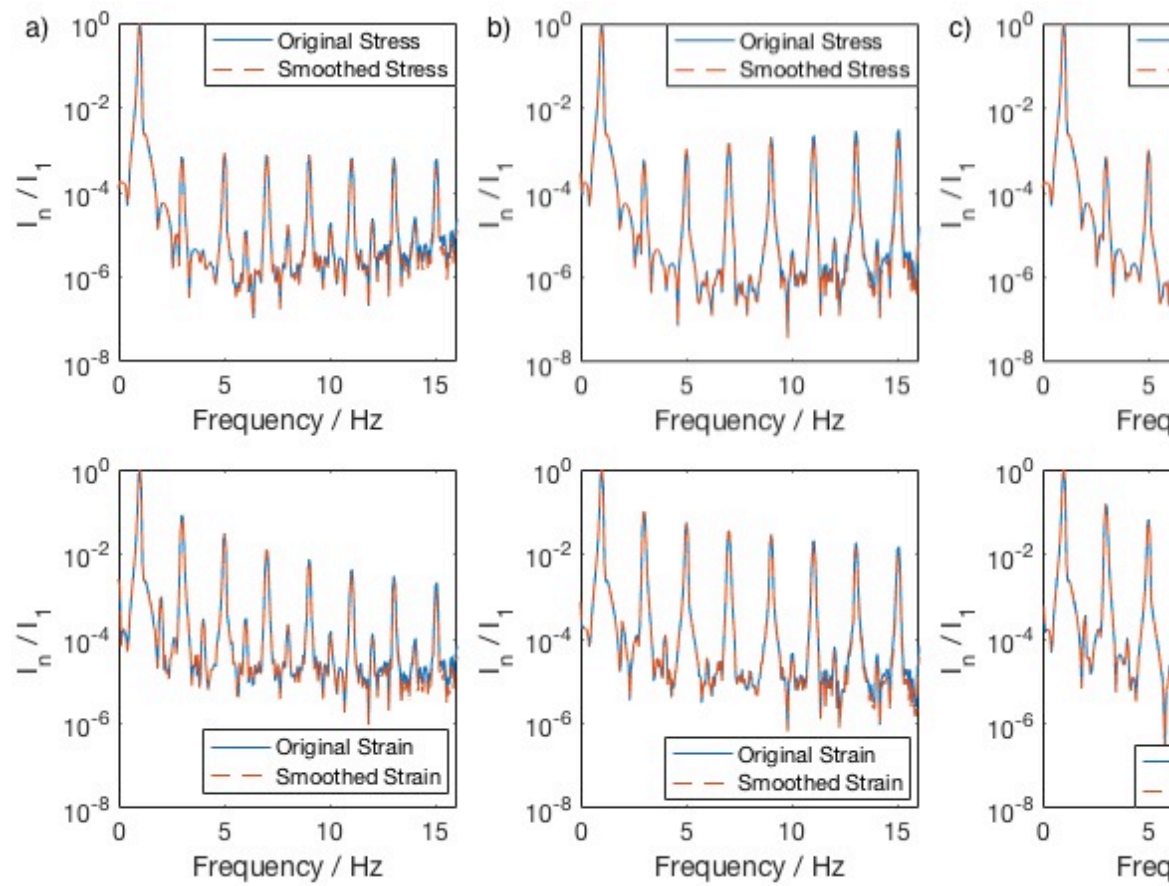 a)
10^0
10^-2
10^-4
10^-6
10^-8
I_n / I_1
0 5 10 15
Frequency / Hz
Original Stress
Smoothed Stress
b)
10^0
10^-2
10^-4
10^-6
10^-8
I_n / I_1
0 5 10 15
Frequency / Hz
Original Stress
Smoothed Stress
c)
10^0
10^-2
10^-4
10^-6
10^-8
I_n / I_1
0 5
Freq
10^0
10^-2
10^-4
10^-6
10^-8
I_n / I_1
0 5 10 15
Frequency / Hz
Original Strain
Smoothed Strain
10^0
10^-2
10^-4
10^-6
10^-8
I_n / I_1
0 5 10 15
Frequency / Hz
Original Strain
Smoothed Strain
10^0
10^-2
10^-4
10^-6
10^-8
I_n / I_1
0 5
Freq